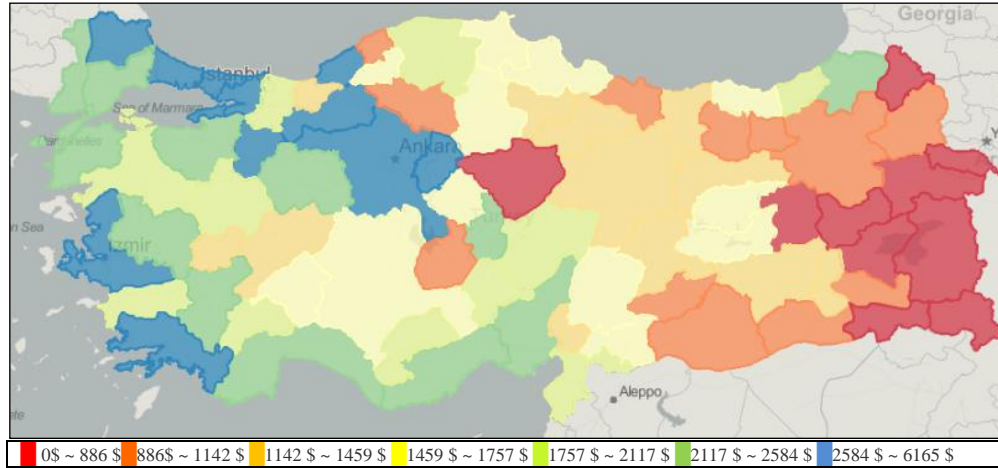 Georgia
Istanbul
Sea of Marmara
Dardanelles
Ankara
Izmir
Aleppo
0$ ~ 886 $ 886$ ~ 1142 $ 1142 $ ~ 1459 $ 1459 $ ~ 1757 $ 1757 $ ~ 2117 $ 2117 $ ~ 2584 $ 2584 $ ~ 6165 $